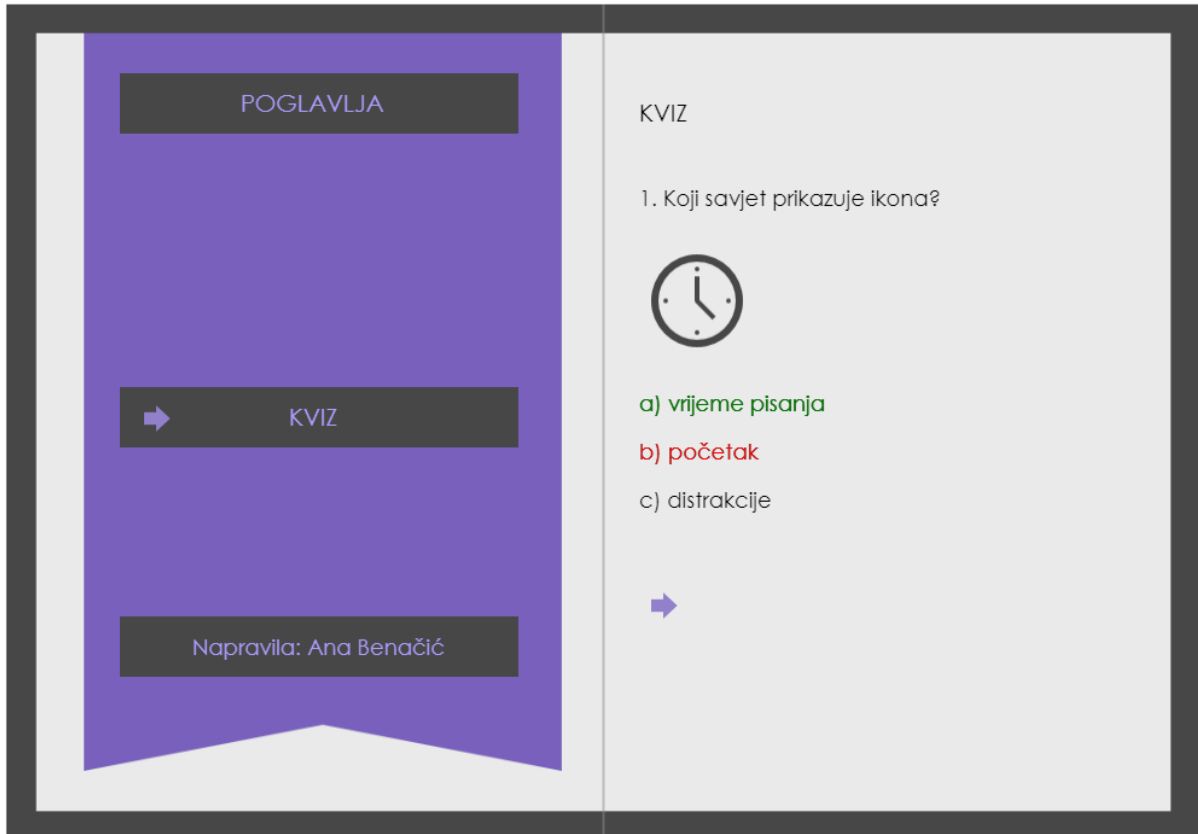 POGLAVLJA
KVIZ
Napravila: Ana Benačić
KVIZ
1. Koji savjet prikazuje ikona?
a) vrijeme pisanja
b) početak
c) distrakcije